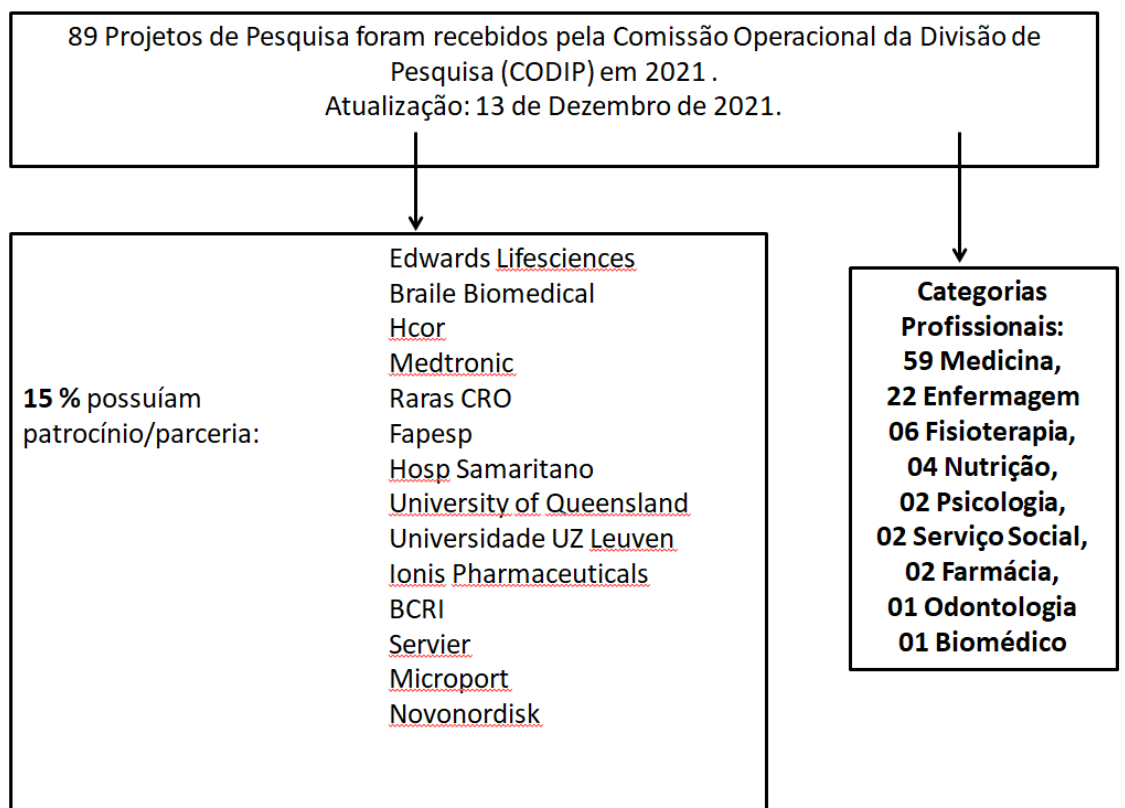 89 Projetos de Pesquisa foram recebidos pela Comissão Operacional da Divisão de
Pesquisa (CODIP) em 2021 .
Atualização: 13 de Dezembro de 2021.
15 % possuíam
patrocínio/parceria:
Edwards Lifesciences
Braile Biomedical
Hcor
Medtronic
Raras CRO
Fapesp
Hosp Samaritano
University of Queensland
Universidade UZ Leuven
Ionis Pharmaceuticals
BCRI
Servier
Microport
Novonordisk
Categorias
Profissionais:
59 Medicina,
22 Enfermagem
06 Fisioterapia,
04 Nutrição,
02 Psicologia,
02 Serviço Social,
02 Farmácia,
01 Odontologia
01 Biomédico